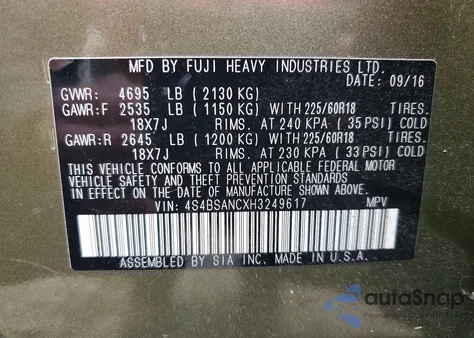 MFD BY FUJI HEAVY INDUSTRIES LTD.
DATE: 09/16
GVWR: 4695 LB (2130 KG)
GAWR:F 2535 LB (1150 KG) WITH 225/60R18 TIRES.
18X7J RIMS. AT 240 KPA (35 PSI) COLD
GAWR:R 2645 LB (1200 KG) WITH 225/60R18 TIRES.
18X7J RIMS. AT 230 KPA (33 PSI) COLD
THIS VEHICLE CONFORMS TO ALL APPLICABLE FEDERAL MOTOR
VEHICLE SAFETY, BUMPER, AND THEFT PREVENTION STANDARDS
IN EFFECT ON THE DATE OF MANUFACTURE SHOWN ABOVE.
VIN: 4S4BSANCXH3249617 MPV
ASSEMBLED BY SIA INC. MADE IN U.S.A.
autoSnap